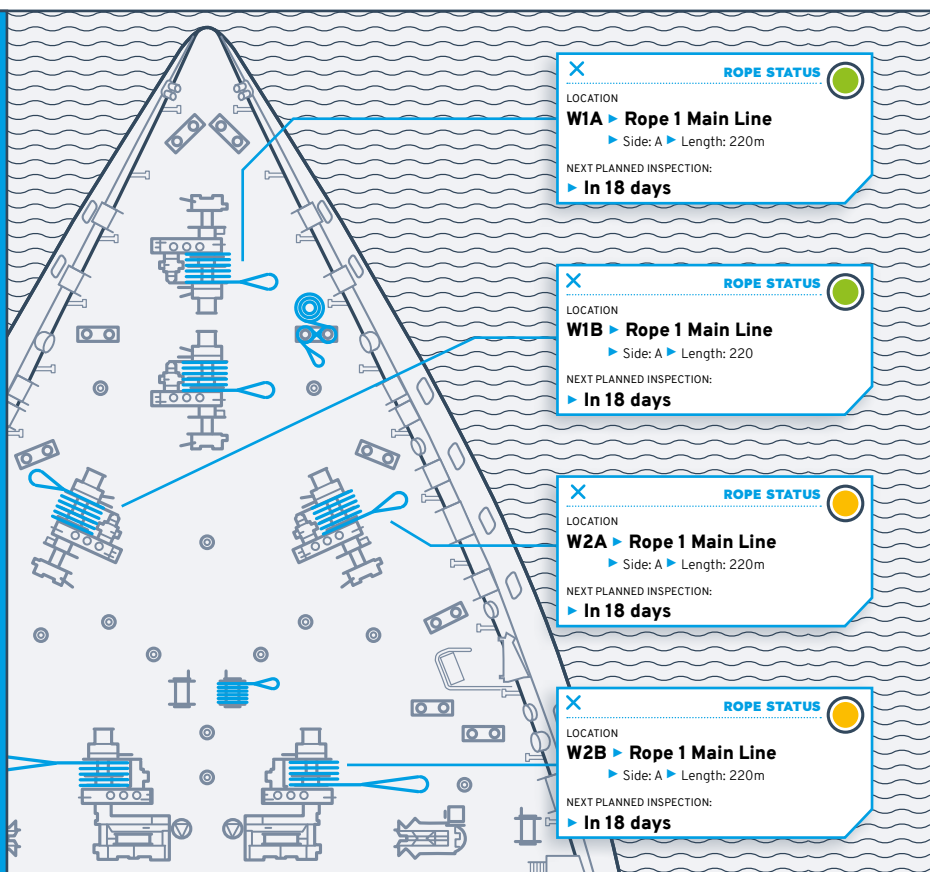 ROPE STATUS
LOCATION
W1A ► Rope 1 Main Line
► Side: A ► Length: 220m
NEXT PLANNED INSPECTION:
► In 18 days
ROPE STATUS
LOCATION
W1B ► Rope 1 Main Line
► Side: A ► Length: 220
NEXT PLANNED INSPECTION:
► In 18 days
ROPE STATUS
LOCATION
W2A ► Rope 1 Main Line
► Side: A ► Length: 220m
NEXT PLANNED INSPECTION:
► In 18 days
ROPE STATUS
LOCATION
W2B ► Rope 1 Main Line
► Side: A ► Length: 220m
NEXT PLANNED INSPECTION:
► In 18 days